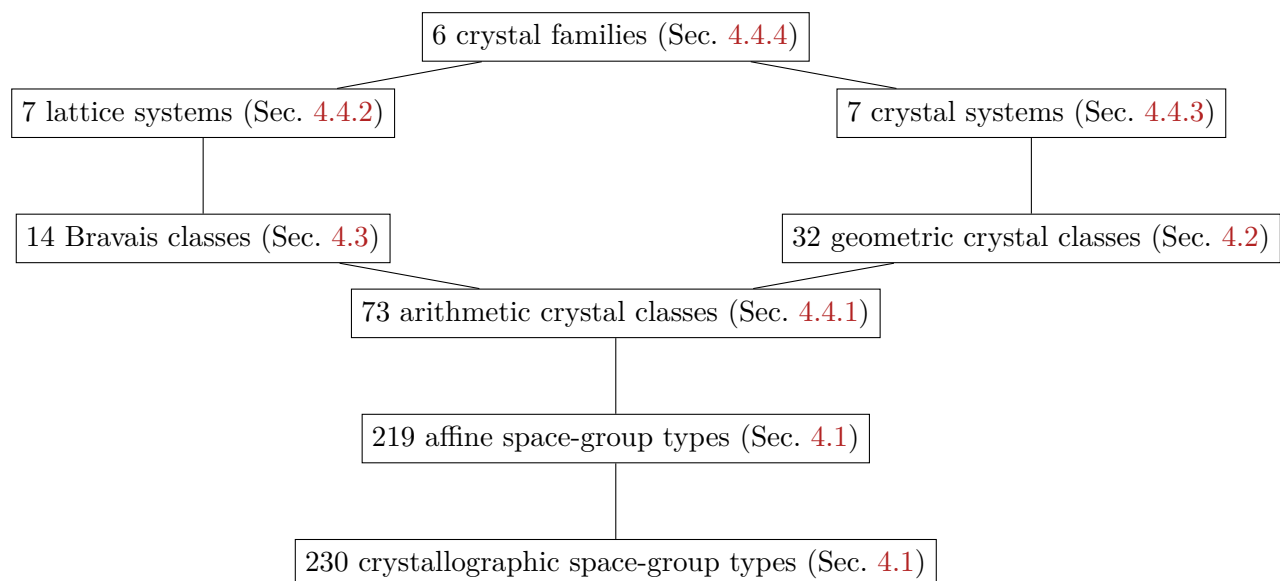 6 crystal families (Sec. 4.4.4)
7 lattice systems (Sec. 4.4.2)
7 crystal systems (Sec. 4.4.3)
14 Bravais classes (Sec. 4.3)
32 geometric crystal classes (Sec. 4.2)
73 arithmetic crystal classes (Sec. 4.4.1)
219 affine space-group types (Sec. 4.1)
230 crystallographic space-group types (Sec. 4.1)